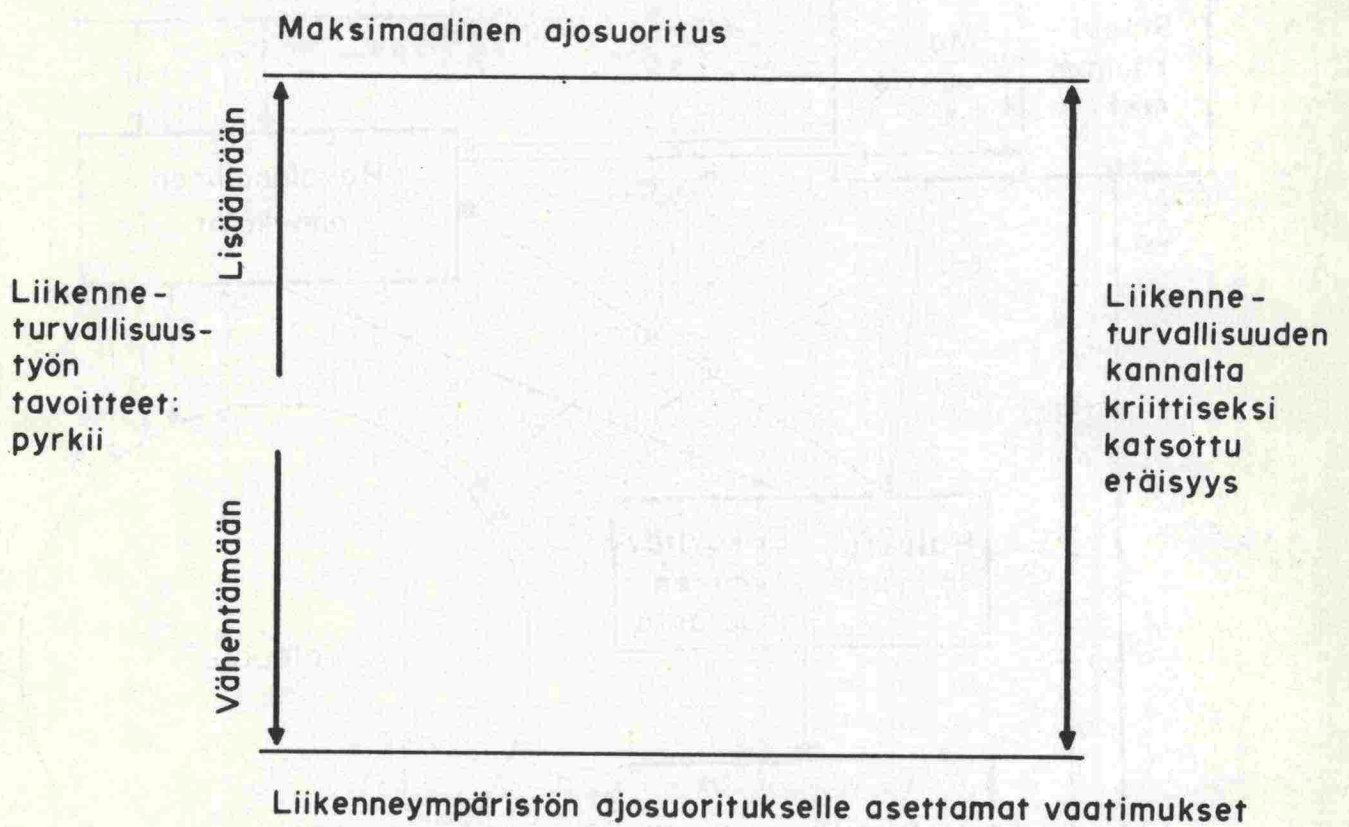 Maksimaalinen ajosuoritus
Lisäämään
Liikenne-
turvallisuus-
työn
tavoitteet:
pyrkii
Vähentämään
Liikenne-
turvallisuuden
kannalta
kriittiseksi
katsottu
etäisyys
Liikenneympäristön ajosuoritukselle asettamat vaatimukset